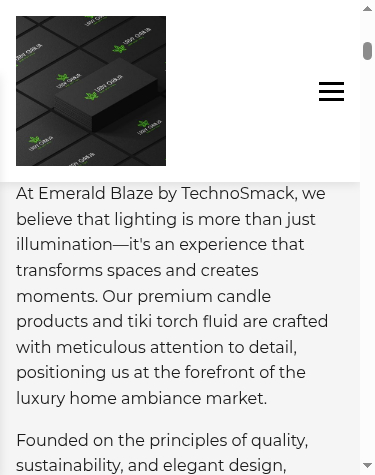 At Emerald Blaze by TechnoSmack, we
believe that lighting is more than just
illumination—it's an experience that
transforms spaces and creates
moments. Our premium candle
products and tiki torch fluid are crafted
with meticulous attention to detail,
positioning us at the forefront of the
luxury home ambiance market.
Founded on the principles of quality,
sustainability, and elegant design,